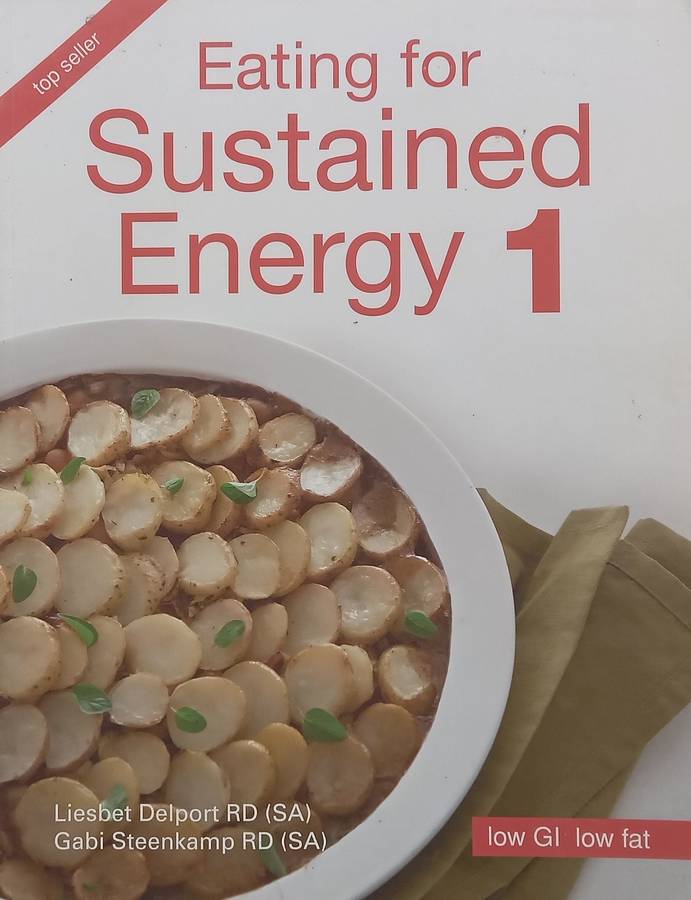 top seller
Eating for
Sustained
Energy 1
Liesbet Delport RD (SA)
Gabi Steenkamp RD (SA)
low GI low fat